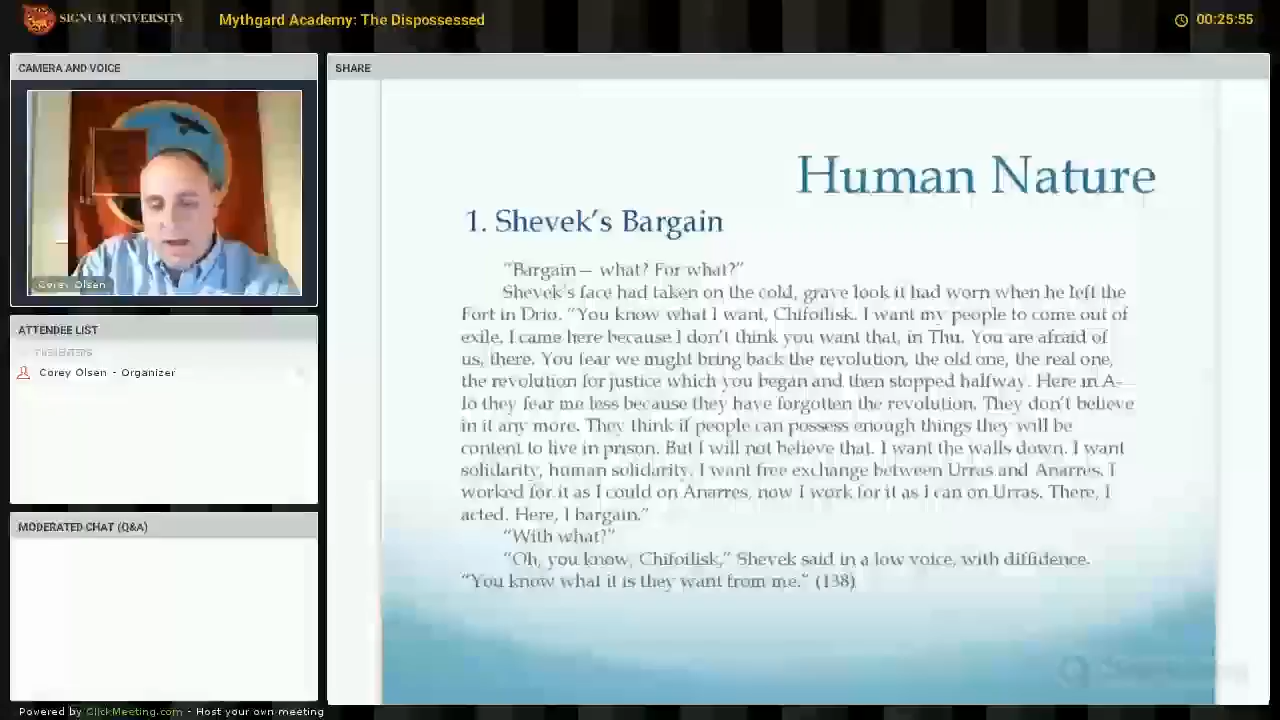 SIGNUM UNIVERSITY
Mythgard Academy: The Dispossessed
00:25:55
CAMERA AND VOICE
Corey Olsen
ATTENDEE LIST
PRESENTERS
Corey Olsen - Organizer
MODERATED CHAT (Q&A)
SHARE
Human Nature
1. Shevek's Bargain
"Bargain — what? For what?"
Shevek's face had taken on the cold, grave look it had worn when he left the
Fort in Drio. "You know what I want, Chifoilisk. I want my people to come out of
exile. I came here because I don't think you want that, in Thu. You are afraid of
us, there. You fear we might bring back the revolution, the old one, the real one,
the revolution for justice which you began and then stopped halfway. Here in A-
Io they fear me less because they have forgotten the revolution. They don't believe
in it any more. They think if people can possess enough things they will be
content to live in prison. But I will not believe that. I want the walls down. I want
solidarity, human solidarity. I want free exchange between Urras and Anarres. I
worked for it as I could on Anarres, now I work for it as I can on Urras. There, I
acted. Here, I bargain."
"With what?"
"Oh, you know, Chifoilisk," Shevek said in a low voice, with diffidence.
"You know what it is they want from me." (138)
Powered by ClickMeeting.com - Host your own meeting